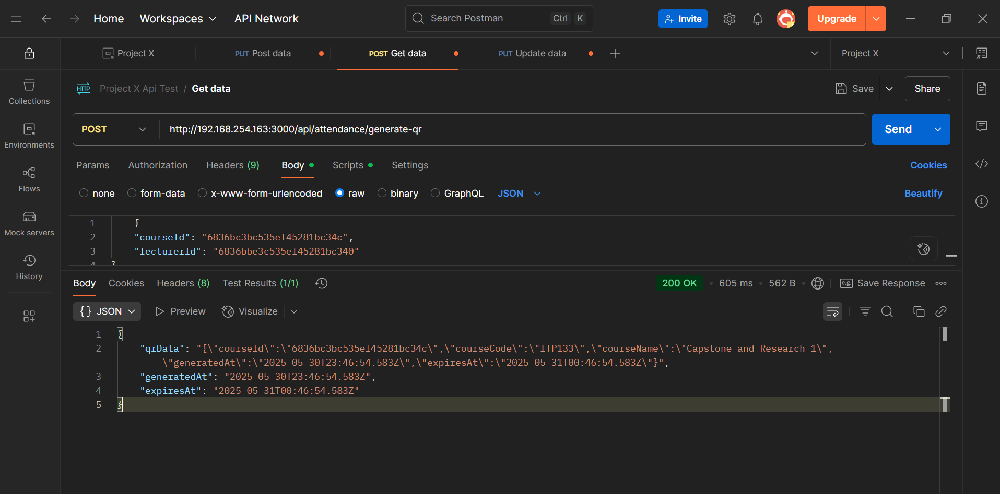 Home Workspaces API Network Search Postman Ctrl K Invite Upgrade
Project X PUT Post data POST Get data PUT Update data Project X
HTTP Project X Api Test / Get data Save Share
POST http://192.168.254.163:3000/api/attendance/generate-qr Send
Params Authorization Headers (9) Body Scripts Settings Cookies
none form-data x-www-form-urlencoded raw binary GraphQL JSON Beautify
1 {
2 "courseId": "6836bc3bc535ef45281bc34c",
3 "lecturerId": "6836bbe3c535ef45281bc340"
4 }
Collections
Environments
Flows
Mock servers
History
Body Cookies Headers (8) Test Results (1/1) 200 OK • 605 ms • 562 B • e.g. Save Response
{} JSON Preview Visualize
1 {
2 "qrData": "{\"courseId\":\"6836bc3bc535ef45281bc34c\",\"courseCode\":\"ITP133\",\"courseName\":\"Capstone and Research 1\",
\"generatedAt\":\"2025-05-30T23:46:54.583Z\",\"expiresAt\":\"2025-05-31T00:46:54.583Z\"}",
3 "generatedAt": "2025-05-30T23:46:54.583Z",
4 "expiresAt": "2025-05-31T00:46:54.583Z"
5 }